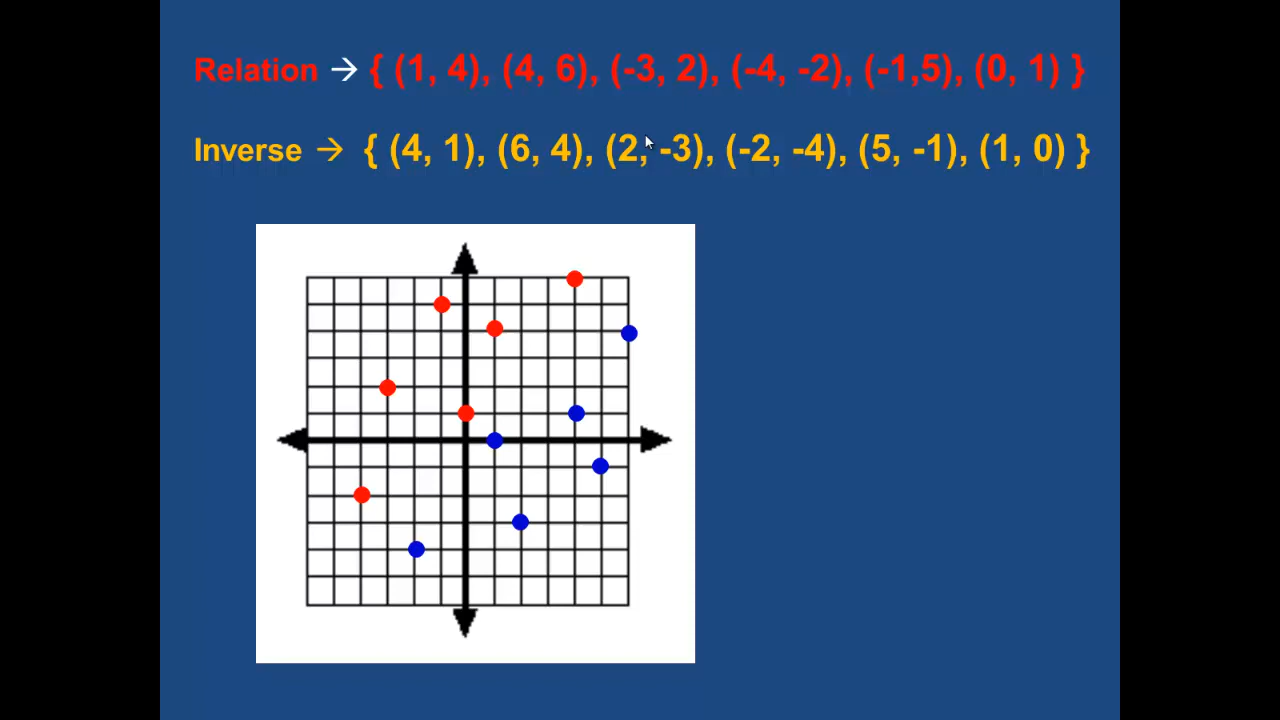 Relation → { (1, 4), (4, 6), (-3, 2), (-4, -2), (-1,5), (0, 1) }
Inverse → { (4, 1), (6, 4), (2, -3), (-2, -4), (5, -1), (1, 0) }